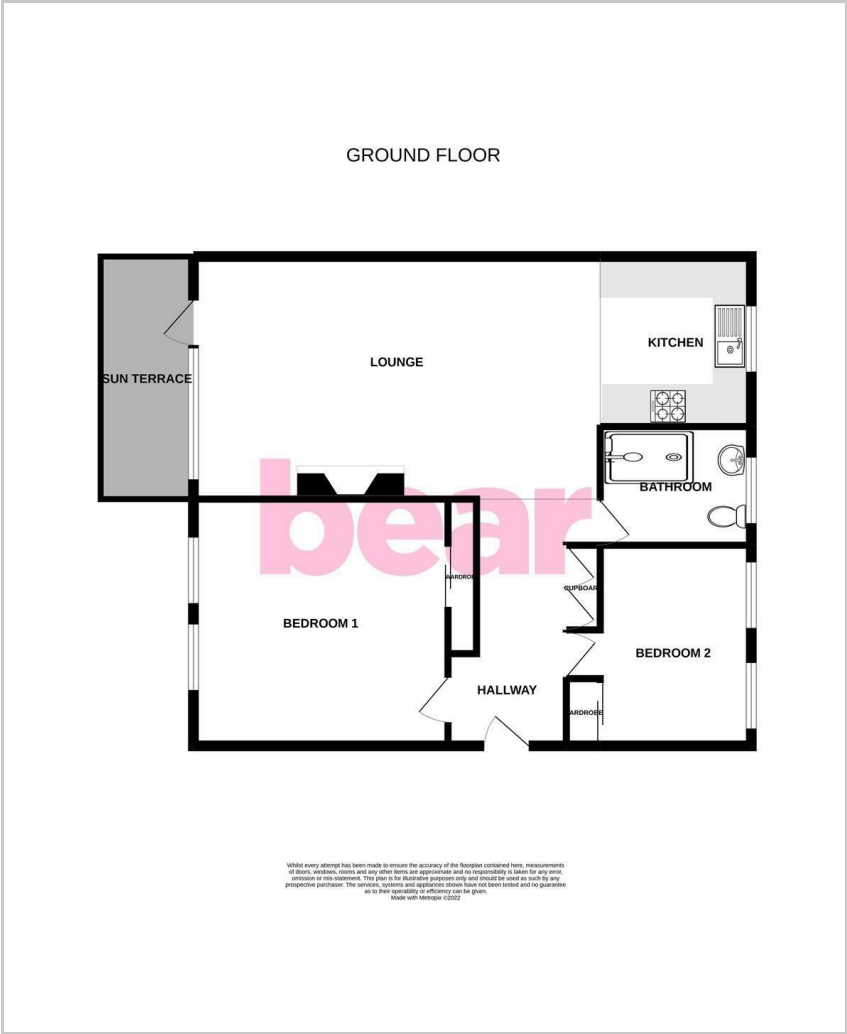 GROUND FLOOR
KITCHEN
LOUNGE
SUN TERRACE
BATHROOM
bear
WARDROBE
CUPBOAR
BEDROOM 1
BEDROOM 2
HALLWAY
ARDROBE
Whilst every attempt has been made to ensure the accuracy of the floorplan contained here, measurements
of doors, windows, rooms and any other items are approximate and no responsibility is taken for any error,
omission or mis-statement. This plan is for illustrative purposes only and should be used as such by any
prospective purchaser. The services, systems and appliances shown have not been tested and no guarantee
as to their operability or efficiency can be given.
Made with Metropix ©2022